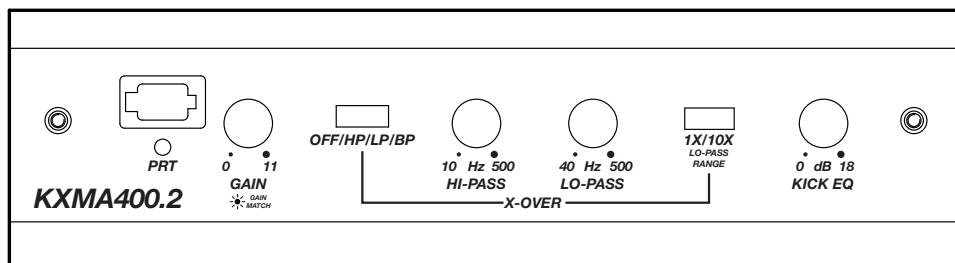 PRT
0 11
GAIN
GAIN
MATCH
OFF/HP/LP/BP
10 Hz 500
HI-PASS
40 Hz 500
LO-PASS
1X/10X
LO-PASS
RANGE
X-OVER
0 dB 18
KICK EQ
KXMA400.2